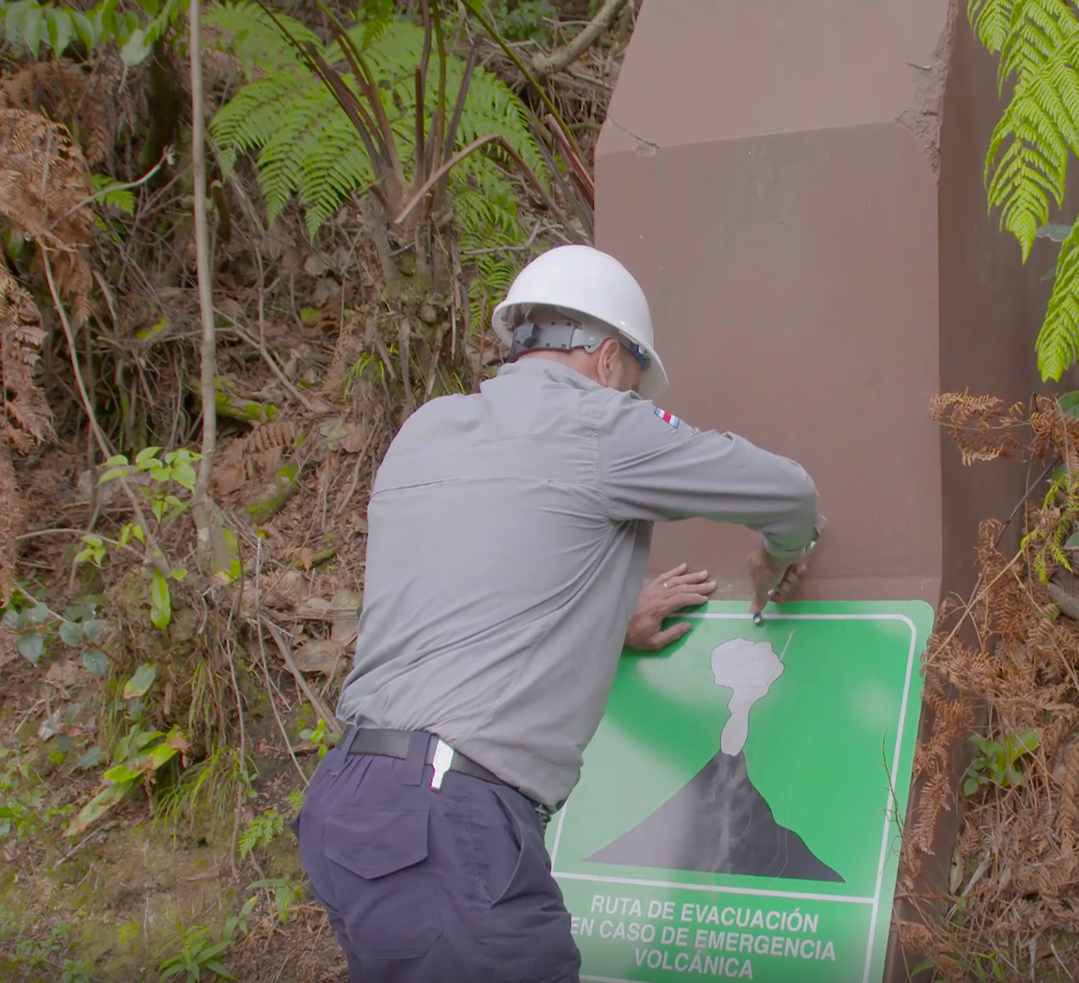 RUTA DE EVACUACIÓN
EN CASO DE EMERGENCIA
VOLCÁNICA